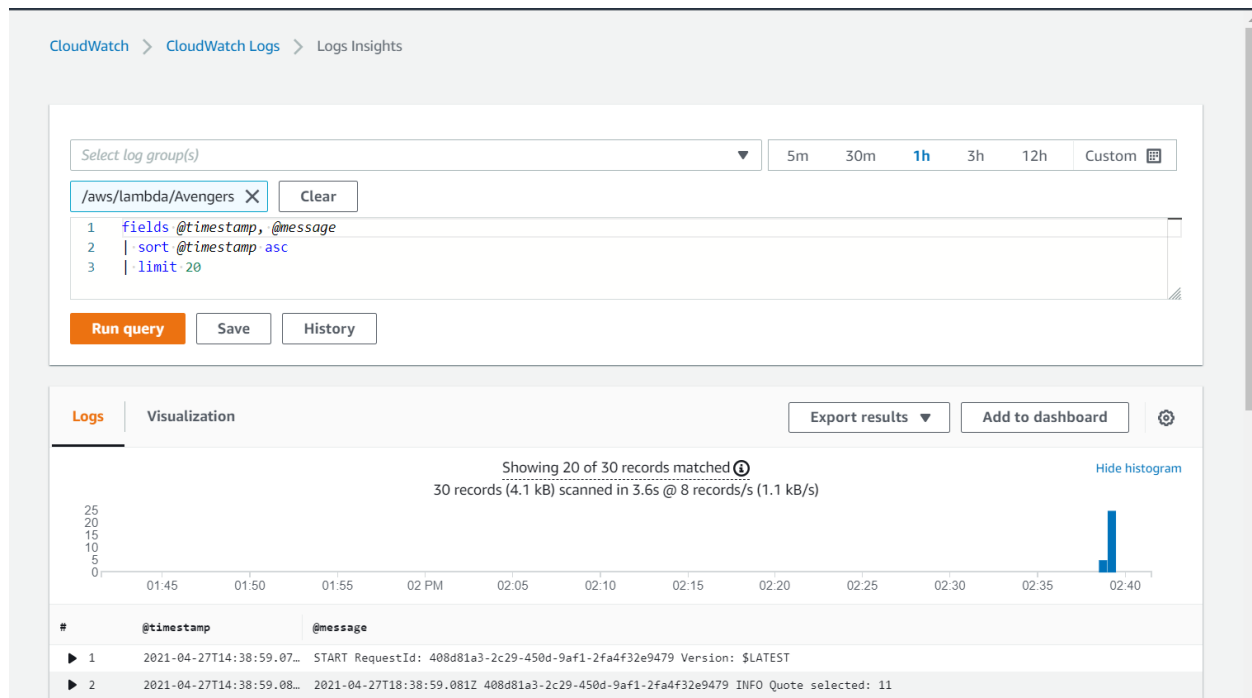 CloudWatch > CloudWatch Logs > Logs Insights
Select log group(s)
5m 30m 1h 3h 12h Custom
/aws/lambda/Avengers Clear
1 fields @timestamp, @message
2 | sort @timestamp asc
3 | limit 20
Run query Save History
Logs Visualization Export results Add to dashboard
Showing 20 of 30 records matched
Hide histogram
30 records (4.1 kB) scanned in 3.6s @ 8 records/s (1.1 kB/s)
25
20
15
10
5
0
01:45 01:50 01:55 02 PM 02:05 02:10 02:15 02:20 02:25 02:30 02:35 02:40
# @timestamp @message
1 2021-04-27T14:38:59.07… START RequestId: 408d81a3-2c29-450d-9af1-2fa4f32e9479 Version: $LATEST
2 2021-04-27T14:38:59.08… 2021-04-27T18:38:59.081Z 408d81a3-2c29-450d-9af1-2fa4f32e9479 INFO Quote selected: 11